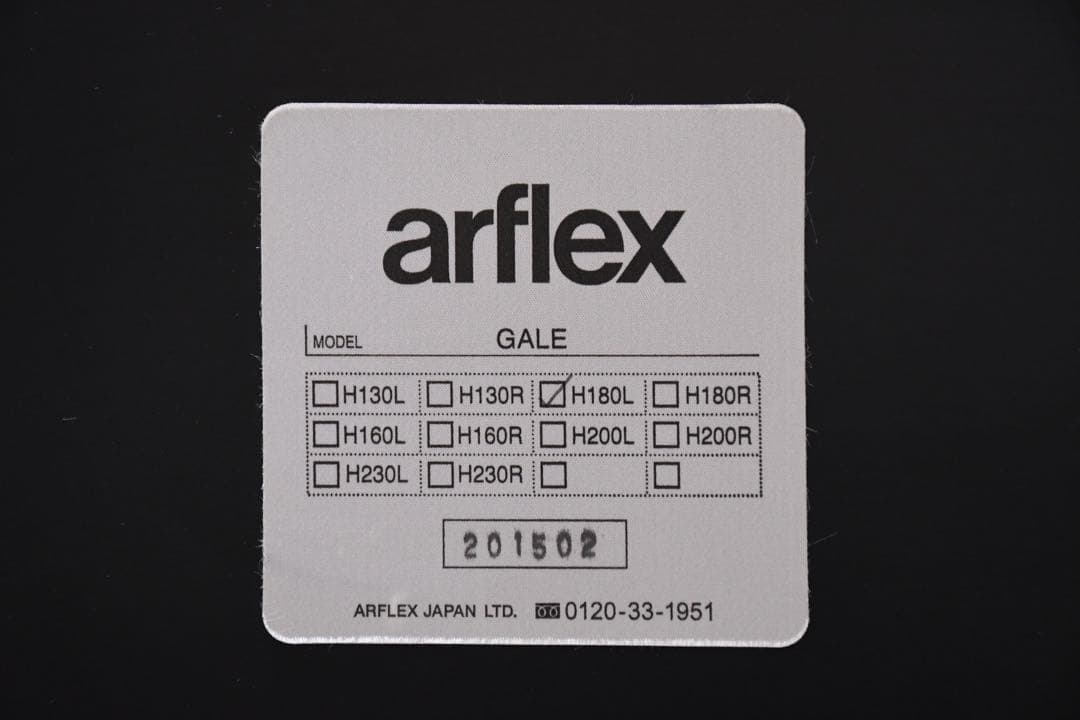 arflex
MODEL GALE
H130L H130R H180L H180R
H160L H160R H200L H200R
H230L H230R
201502
ARFLEX JAPAN LTD. 0120-33-1951